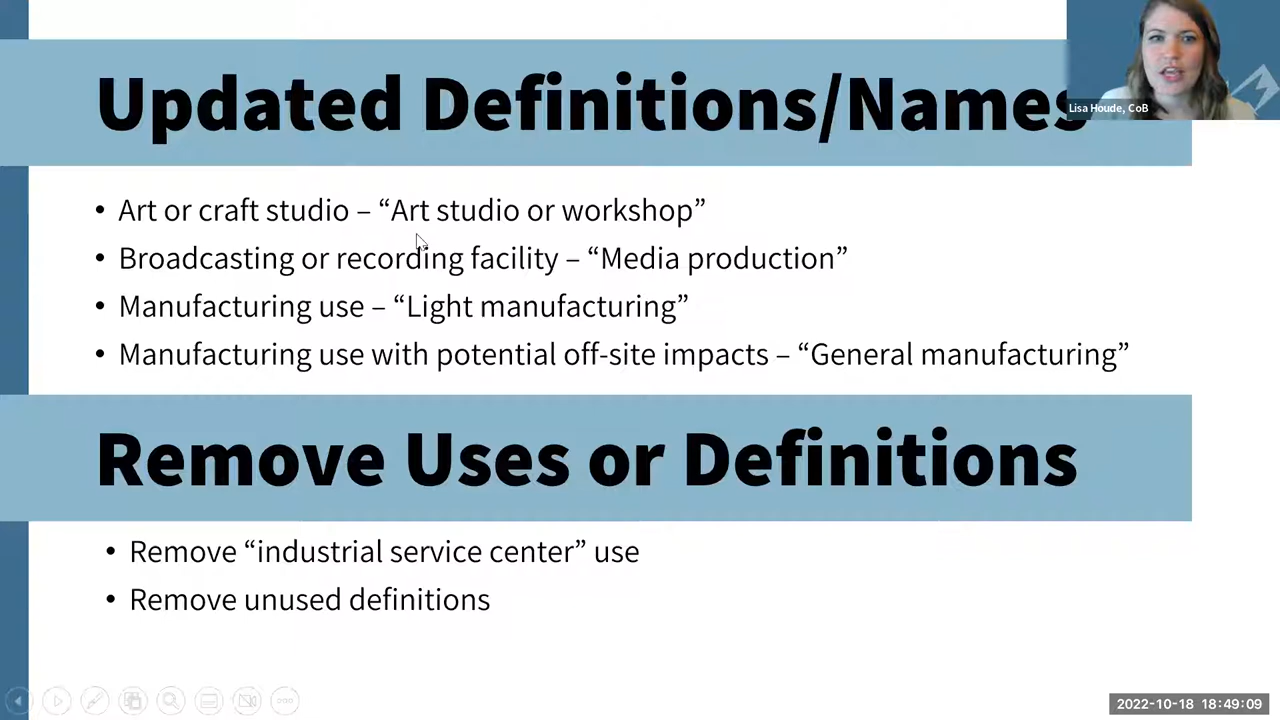 Updated Definitions/Names
Lisa Houde, CoB
• Art or craft studio – “Art studio or workshop”
• Broadcasting or recording facility – “Media production”
• Manufacturing use – “Light manufacturing”
• Manufacturing use with potential off-site impacts – “General manufacturing”
Remove Uses or Definitions
• Remove “industrial service center” use
• Remove unused definitions
2022-10-18 18:49:09